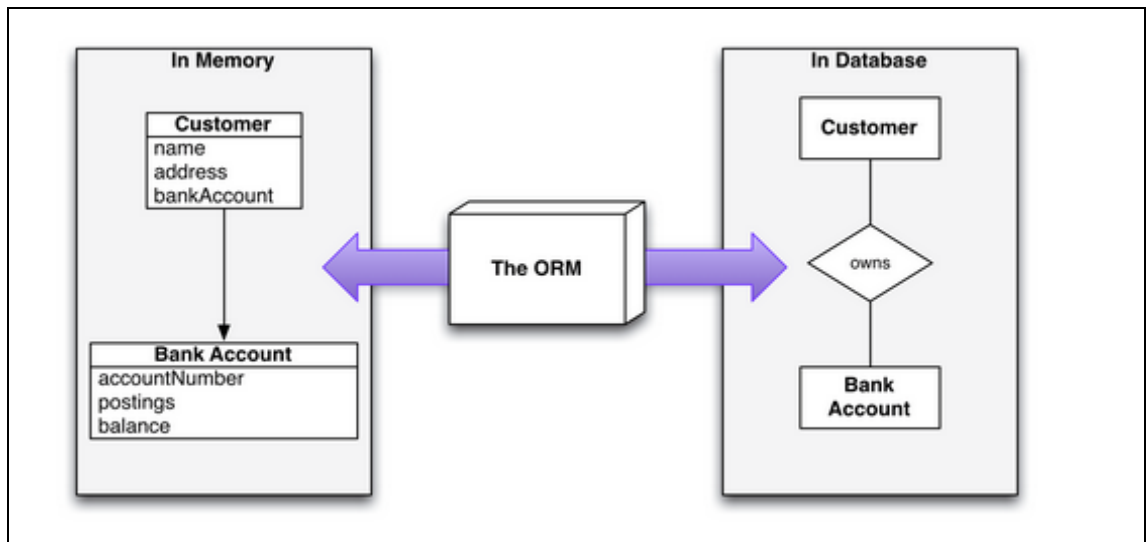 In Memory
Customer
name
address
bankAccount
Bank Account
accountNumber
postings
balance
The ORM
In Database
Customer
owns
Bank
Account